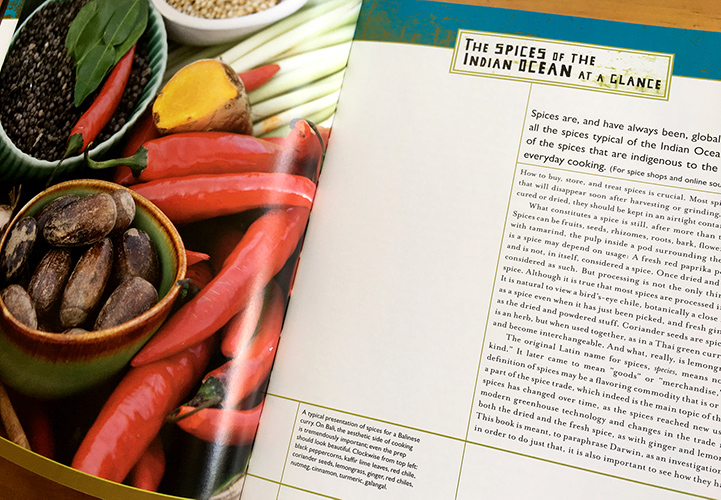 THE SPICES OF THE
INDIAN OCEAN AT A GLANCE
Spices are, and have always been, global
all the spices typical of the Indian Ocea
of the spices that are indigenous to the
everyday cooking. (For spice shops and online sou
How to buy, store, and treat spices is crucial. Most spi
that will disappear soon after harvesting or grinding
cured or dried, they should be kept in an airtight contai
What constitutes a spice is still, after more than t
Spices can be fruits, seeds, rhizomes, roots, bark, flowe
with tamarind, the pulp inside a pod surrounding the
is a spice may depend on usage: A fresh red paprika p
and is not, in itself, considered a spice. Once dried and
considered as such. But processing is not the only thi
spice. Although it is true that most spices are processed i
It is natural to view a bird's-eye chile, botanically a close
as a spice even when it has just been picked, and fresh gin
as the dried and powdered stuff. Coriander seeds are spice
is an herb, but when used together, as in a Thai green curr
and become interchangeable. And what, really, is lemongr
The original Latin name for spices, species, means no
kind." It later came to mean "goods" or "merchandise,"
definition of spices may be a flavoring commodity that is or
a part of the spice trade, which indeed is the main topic of th
spices has changed over time, as the spices reached new u
modern greenhouse technology and changes in the trade
both the dried and the fresh spice, as with ginger and lemon
This book is meant, to paraphrase Darwin, as an investigation
in order to do just that, it is also important to see how they h
A typical presentation of spices for a Balinese
curry. On Bali, the aesthetic side of cooking
is tremendously important; even the prep
should look beautiful. Clockwise from top left:
black peppercorns, kaffir lime leaves, red chile,
coriander seeds, lemongrass, ginger, red chiles,
nutmeg, cinnamon, turmeric, galangal.